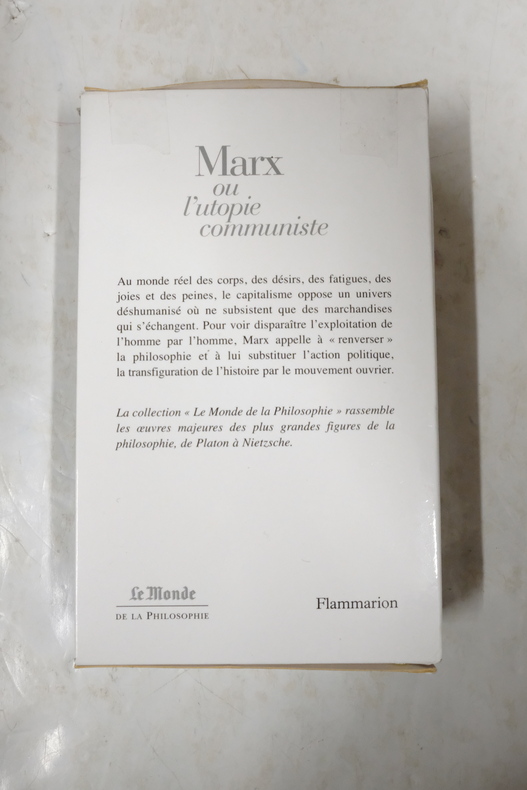 Marx
ou
l'utopie
communiste
Au monde réel des corps, des désirs, des fatigues, des
joies et des peines, le capitalisme oppose un univers
déshumanisé où ne subsistent que des marchandises
qui s'échangent. Pour voir disparaître l'exploitation de
l'homme par l'homme, Marx appelle à « renverser »
la philosophie et à lui substituer l'action politique,
la transfiguration de l'histoire par le mouvement ouvrier.
La collection « Le Monde de la Philosophie » rassemble
les œuvres majeures des plus grandes figures de la
philosophie, de Platon à Nietzsche.
Le Monde
DE LA PHILOSOPHIE
Flammarion